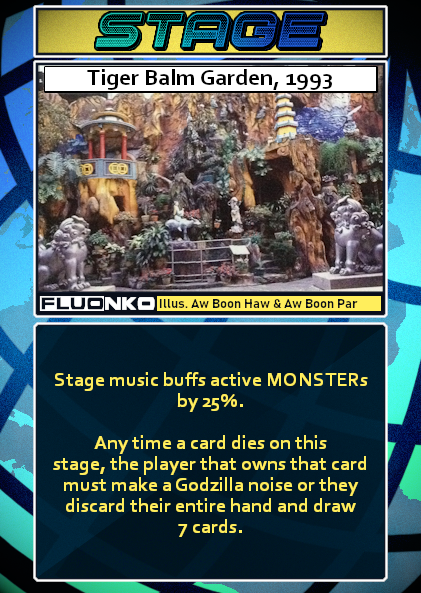 STAGE
Tiger Balm Garden, 1993
FLUONKO Illus. Aw Boon Haw & Aw Boon Par
Stage music buffs active MONSTERs
by 25%.
Any time a card dies on this
stage, the player that owns that card
must make a Godzilla noise or they
discard their entire hand and draw
7 cards.